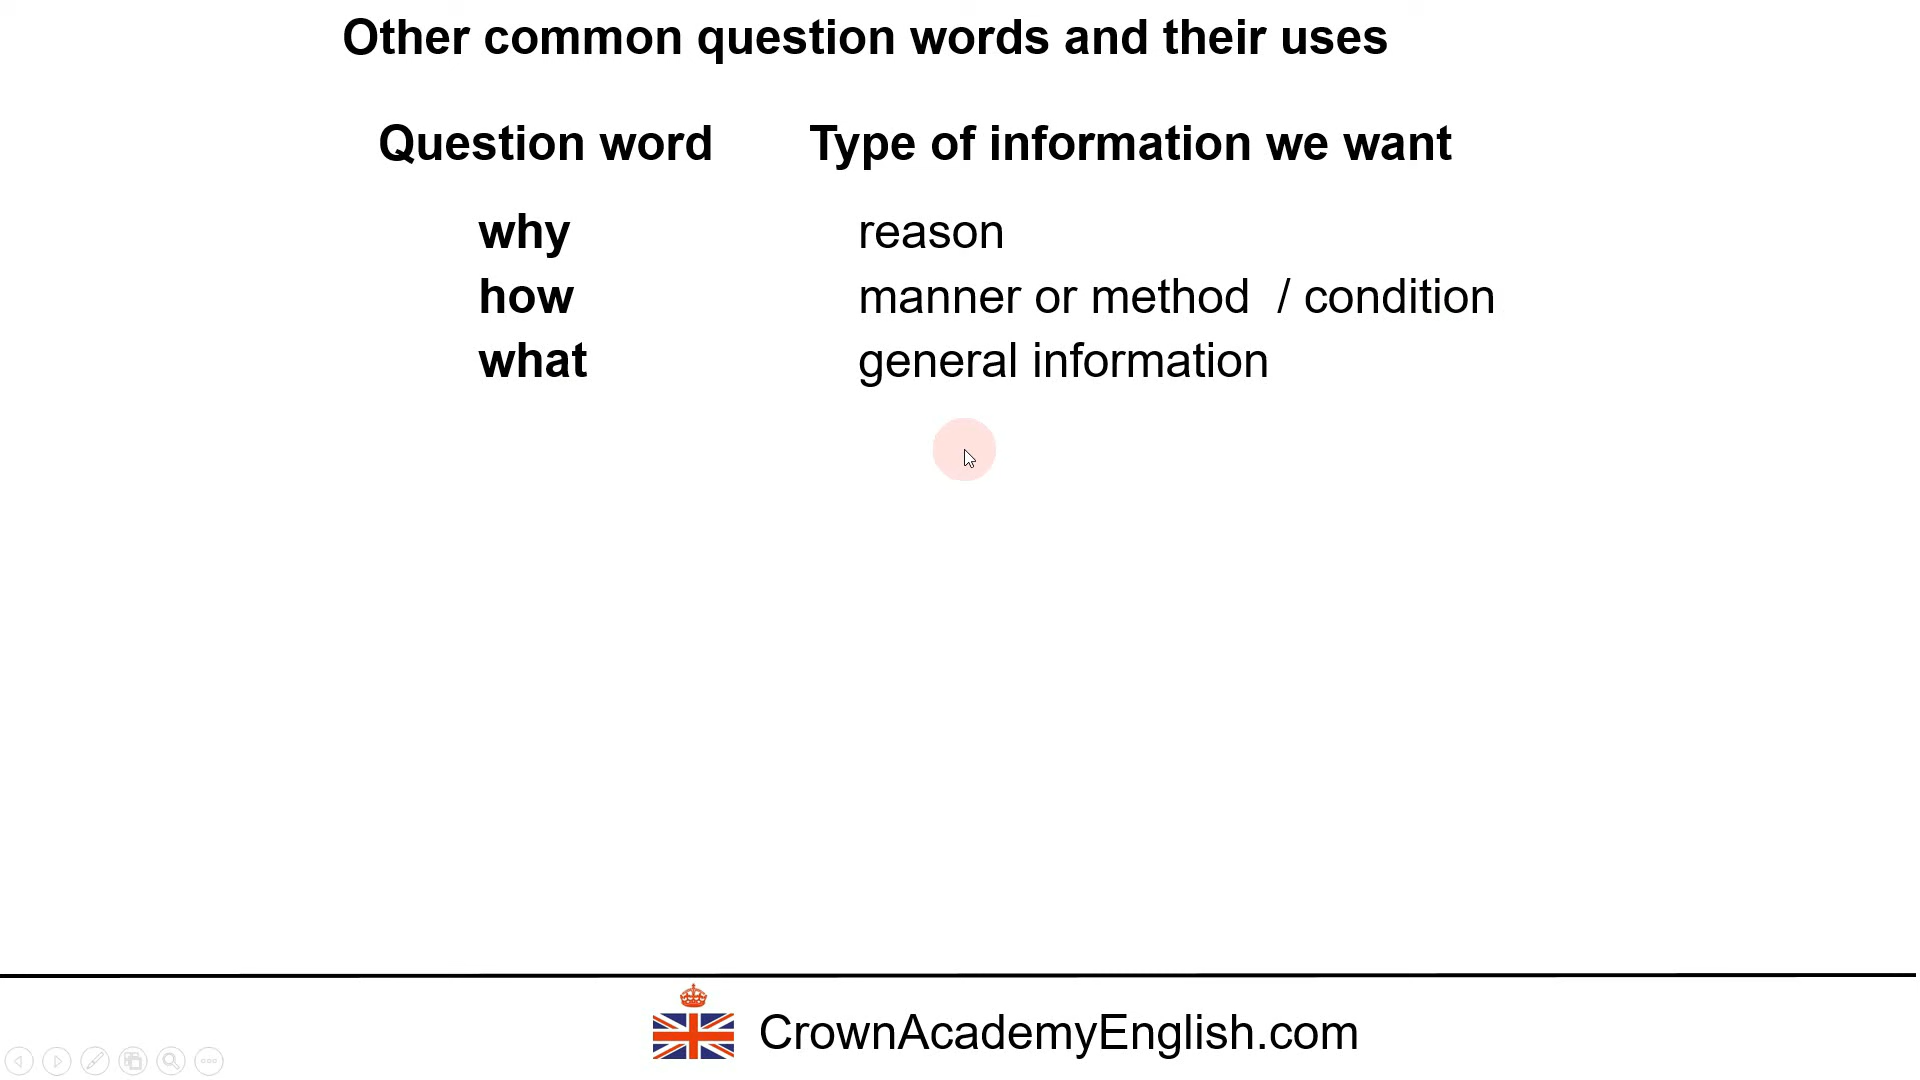 Other common question words and their uses
Question word Type of information we want
why reason
how manner or method / condition
what general information
CrownAcademyEnglish.com